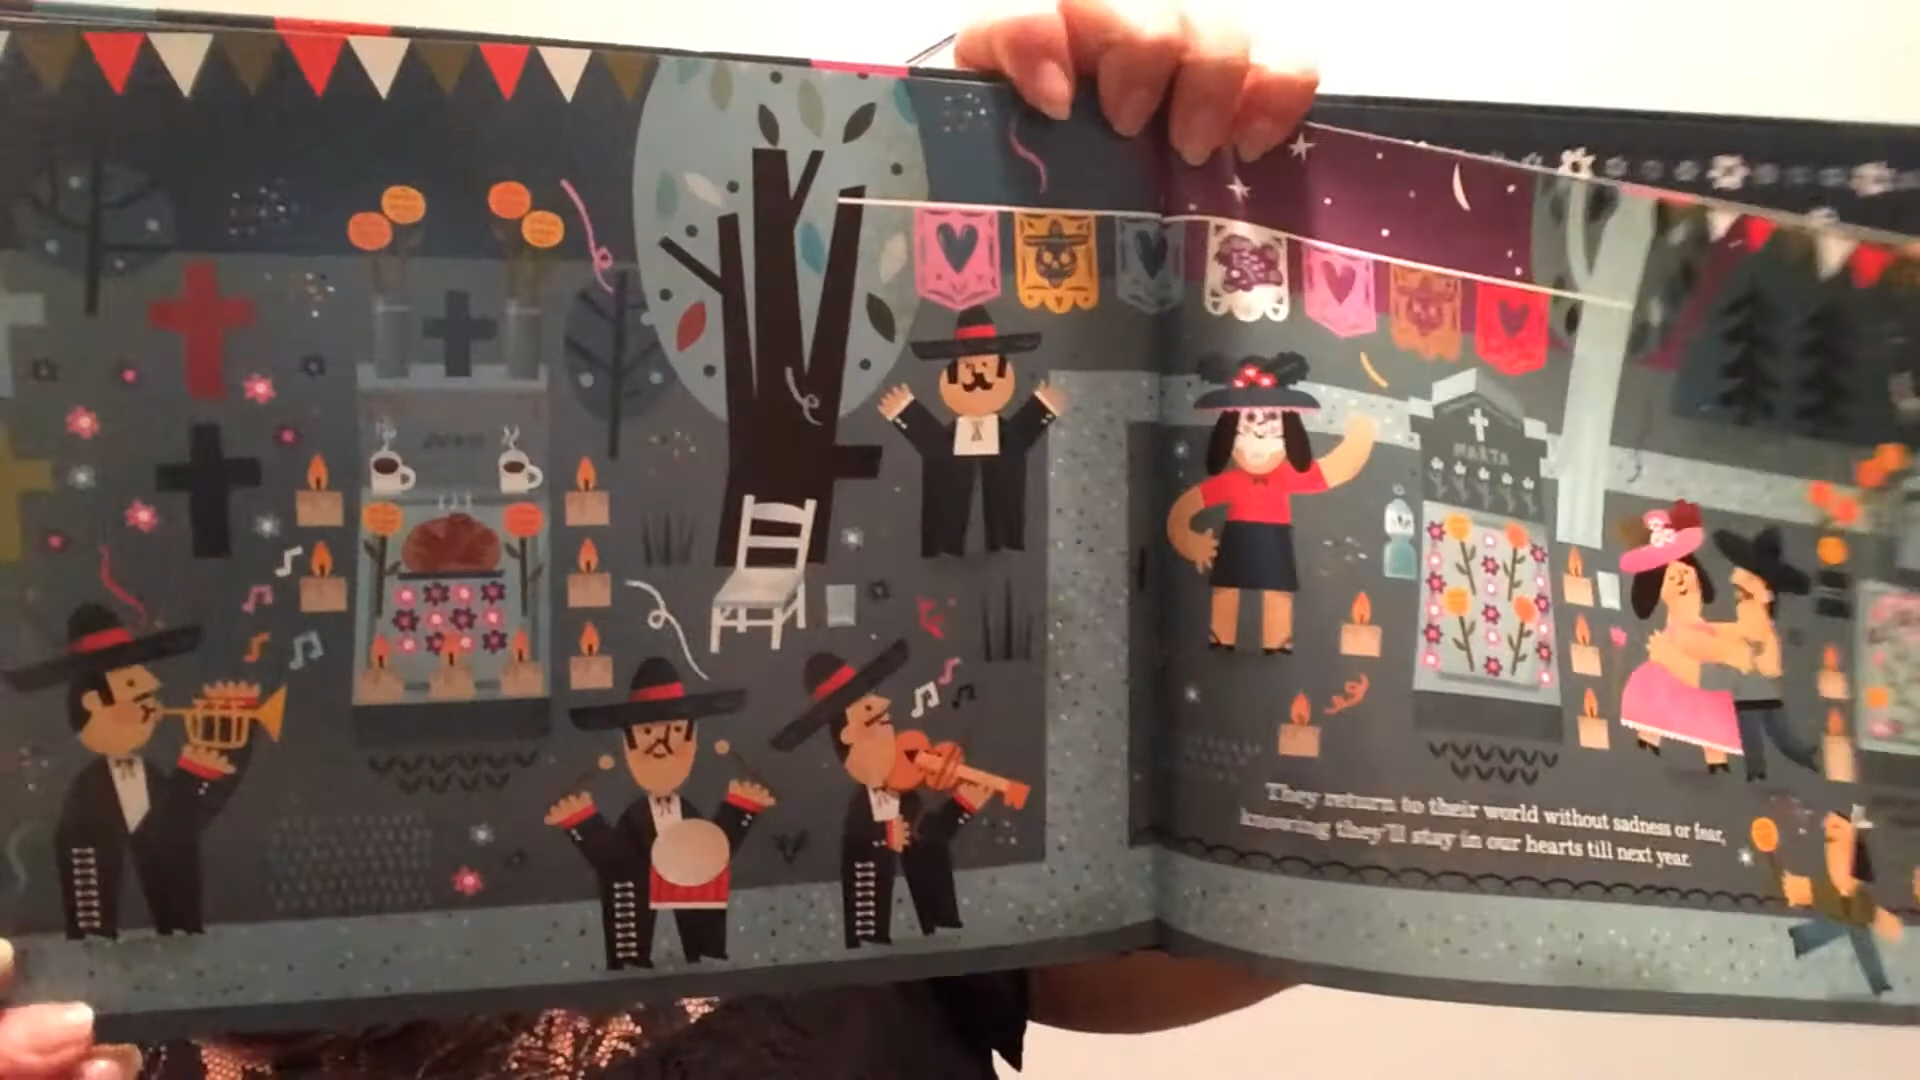 MARTA
They return to their world without sadness or fear,
knowing they'll stay in our hearts till next year.